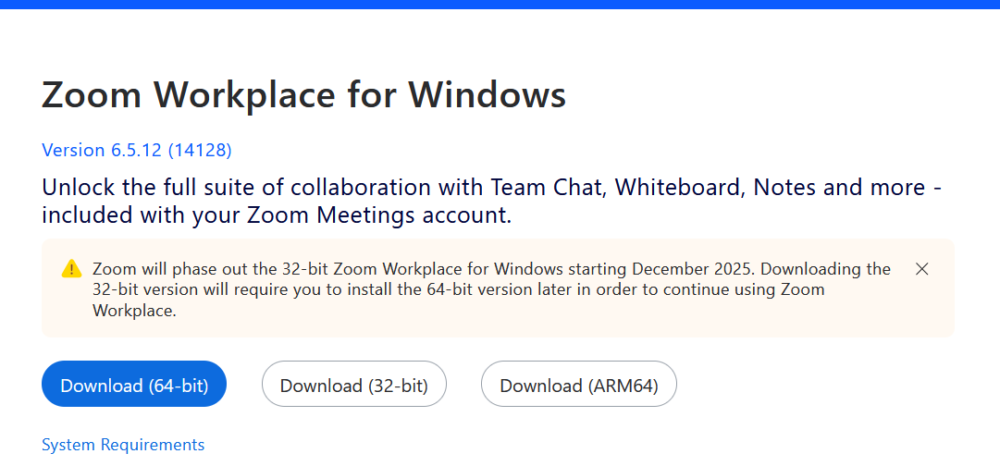 Zoom Workplace for Windows
Version 6.5.12 (14128)
Unlock the full suite of collaboration with Team Chat, Whiteboard, Notes and more -
included with your Zoom Meetings account.
Zoom will phase out the 32-bit Zoom Workplace for Windows starting December 2025. Downloading the
32-bit version will require you to install the 64-bit version later in order to continue using Zoom
Workplace.
Download (64-bit) Download (32-bit) Download (ARM64)
System Requirements